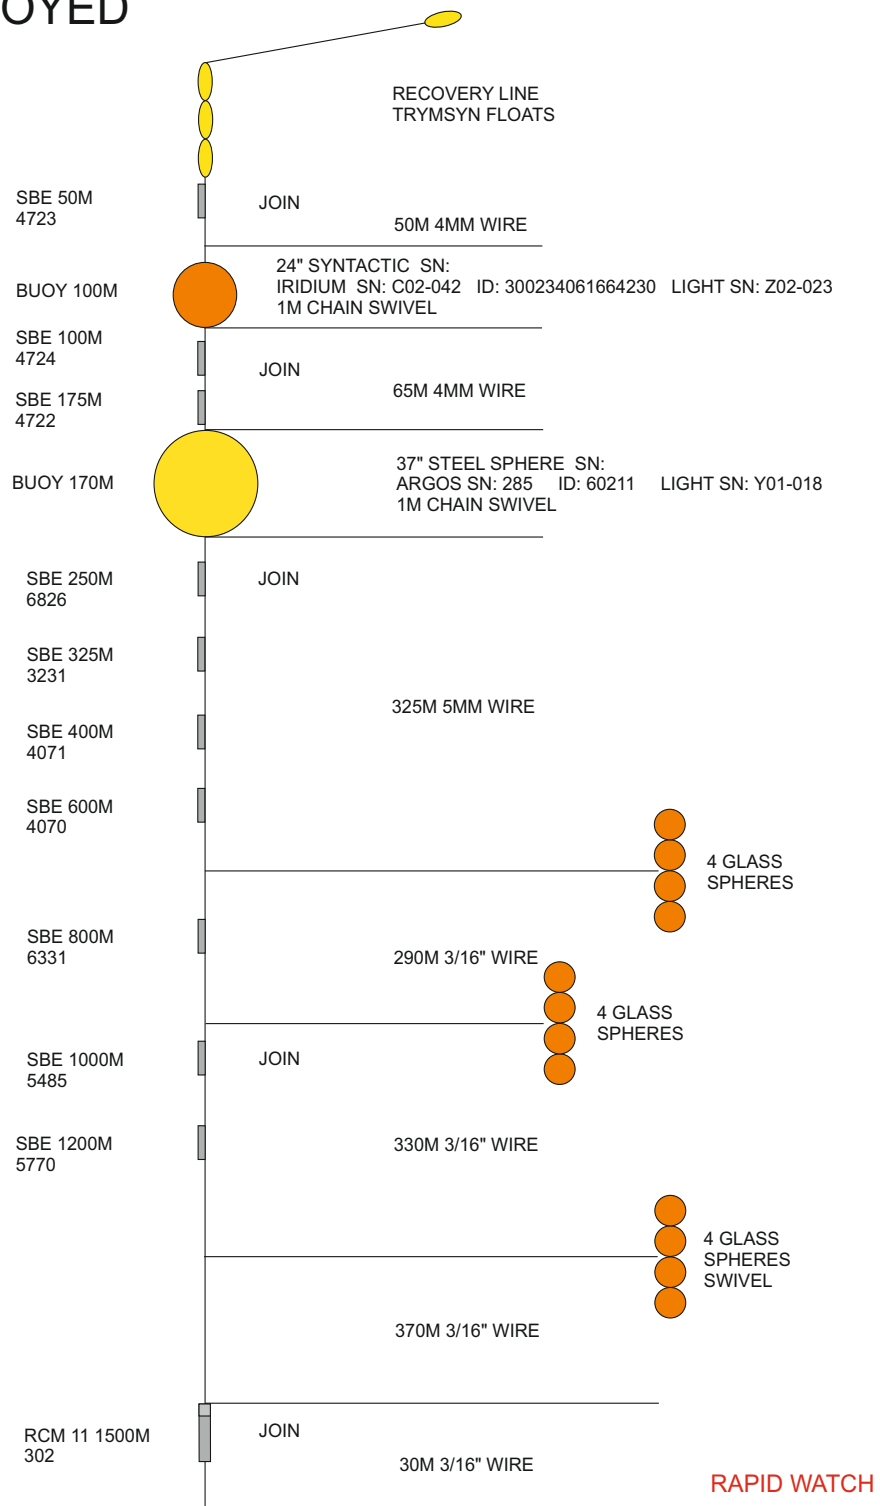 OYED
RECOVERY LINE
TRYMSYN FLOATS
SBE 50M
4723
JOIN
50M 4MM WIRE
24" SYNTACTIC SN:
IRIDIUM SN: C02-042 ID: 300234061664230 LIGHT SN: Z02-023
1M CHAIN SWIVEL
BUOY 100M
SBE 100M
4724
JOIN
65M 4MM WIRE
SBE 175M
4722
37" STEEL SPHERE SN:
ARGOS SN: 285 ID: 60211 LIGHT SN: Y01-018
1M CHAIN SWIVEL
BUOY 170M
SBE 250M
6826
JOIN
SBE 325M
3231
325M 5MM WIRE
SBE 400M
4071
SBE 600M
4070
4 GLASS
SPHERES
SBE 800M
6331
290M 3/16" WIRE
4 GLASS
SPHERES
SBE 1000M
5485
JOIN
SBE 1200M
5770
330M 3/16" WIRE
4 GLASS
SPHERES
SWIVEL
370M 3/16" WIRE
RCM 11 1500M
302
JOIN
30M 3/16" WIRE
RAPID WATCH